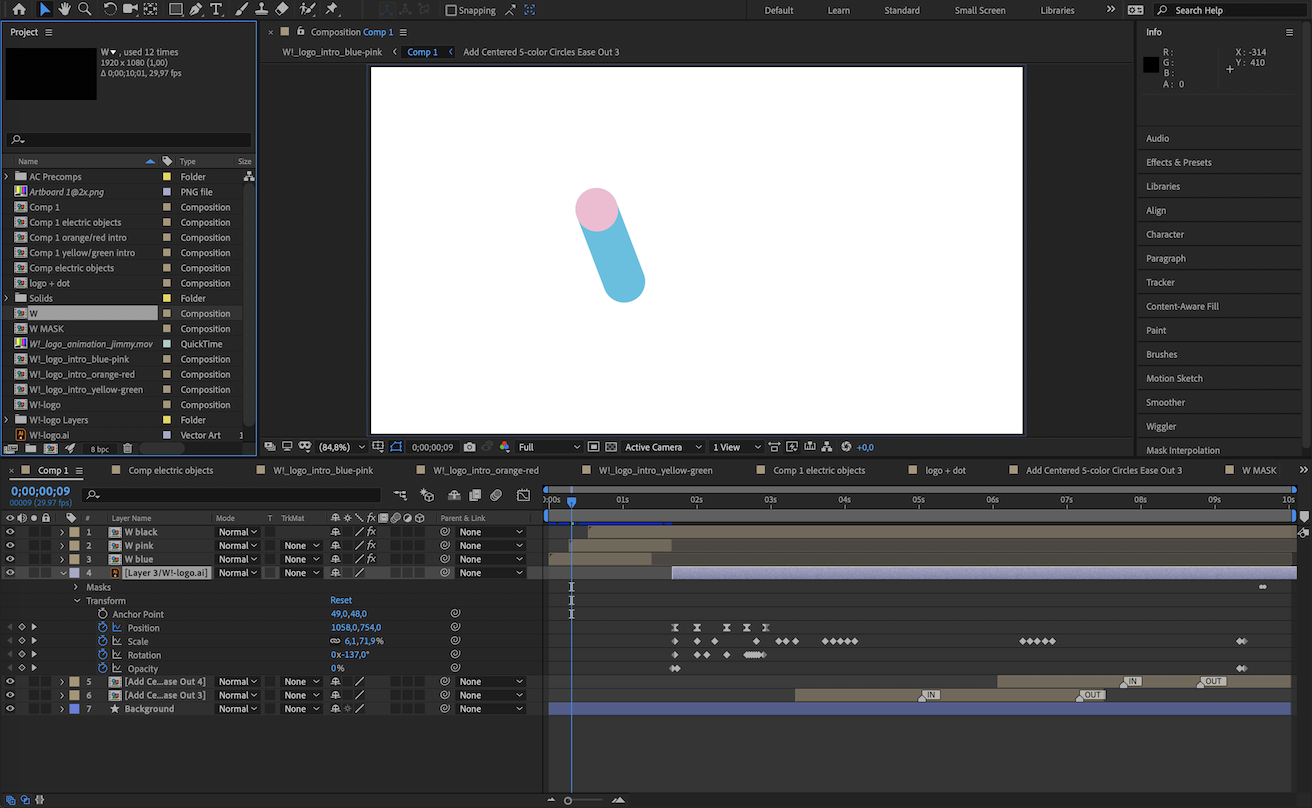 Snapping
Default
Learn
Standard
Small Screen
Libraries
Search Help
Project
W, used 12 times
1920 x 1080 (1,00)
Δ 0;00;10;01, 29,97 fps
Name Type Size
AC Precomps Folder
Artboard 1@2x.png PNG file
Comp 1 Composition
Comp 1 electric objects Composition
Comp 1 orange/red intro Composition
Comp 1 yellow/green intro Composition
Comp electric objects Composition
logo + dot Composition
Solids Folder
W Composition
W MASK Composition
W!_logo_animation_jimmy.mov QuickTime
W!_logo_intro_blue-pink Composition
W!_logo_intro_orange-red Composition
W!_logo_intro_yellow-green Composition
W!-logo Composition
W!-logo Layers Folder
W!-logo.ai Vector Art 1
8 bpc
Composition Comp 1
W!_logo_intro_blue-pink Comp 1 Add Centered 5-color Circles Ease Out 3
(84,8%) 0;00;00;09 Full Active Camera 1 View +0,0
Info
R : X : -314
G : Y : 410
B :
A : 0
Audio
Effects & Presets
Libraries
Align
Character
Paragraph
Tracker
Content-Aware Fill
Paint
Brushes
Motion Sketch
Smoother
Wiggler
Mask Interpolation
Comp 1 Comp electric objects W!_logo_intro_blue-pink W!_logo_intro_orange-red W!_logo_intro_yellow-green Comp 1 electric objects logo + dot Add Centered 5-color Circles Ease Out 3 W MASK
0;00;00;09
00009 (29.97 fps)
:00s 01s 02s 03s 04s 05s 06s 07s 08s 09s 10s
# Layer Name Mode T TrkMat fx Parent & Link
1 W black Normal fx None
2 W pink Normal None fx None
3 W blue Normal None fx None
4 [Layer 3/W!-logo.ai] Normal None None
Masks
Transform Reset
Anchor Point 49,0,48,0
Position 1058,0,754,0
Scale 6,1,71,9%
Rotation 0x-137,0°
Opacity 0%
5 [Add Ce...ase Out 4] Normal None None IN OUT
6 [Add Ce...ase Out 3] Normal None None IN OUT
7 Background Normal None None